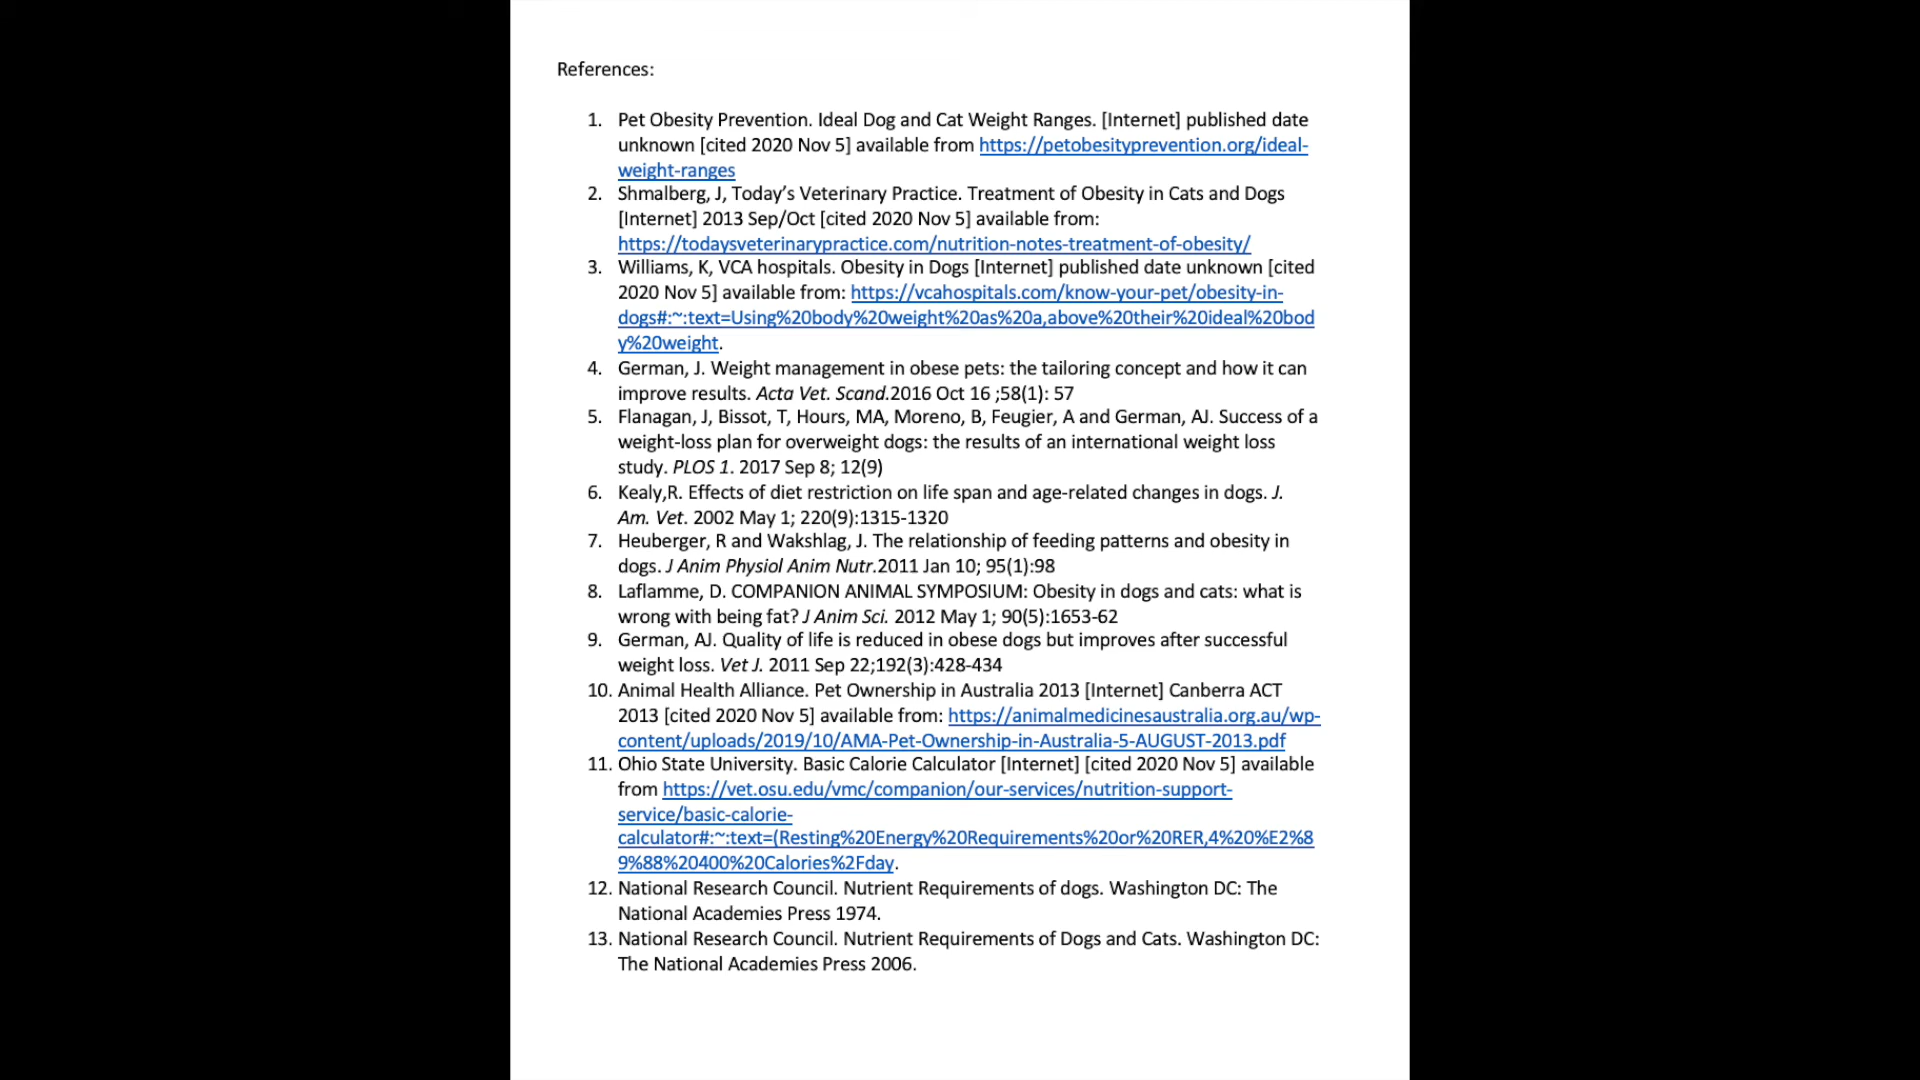 References:
1. Pet Obesity Prevention. Ideal Dog and Cat Weight Ranges. [Internet] published date
unknown [cited 2020 Nov 5] available from https://petobesityprevention.org/ideal-
weight-ranges
2. Shmalberg, J, Today’s Veterinary Practice. Treatment of Obesity in Cats and Dogs
[Internet] 2013 Sep/Oct [cited 2020 Nov 5] available from:
https://todaysveterinarypractice.com/nutrition-notes-treatment-of-obesity/
3. Williams, K, VCA hospitals. Obesity in Dogs [Internet] published date unknown [cited
2020 Nov 5] available from: https://vcahospitals.com/know-your-pet/obesity-in-
dogs#:~:text=Using%20body%20weight%20as%20a,above%20their%20ideal%20bod
y%20weight.
4. German, J. Weight management in obese pets: the tailoring concept and how it can
improve results. Acta Vet. Scand.2016 Oct 16 ;58(1): 57
5. Flanagan, J, Bissot, T, Hours, MA, Moreno, B, Feugier, A and German, AJ. Success of a
weight-loss plan for overweight dogs: the results of an international weight loss
study. PLOS 1. 2017 Sep 8; 12(9)
6. Kealy,R. Effects of diet restriction on life span and age-related changes in dogs. J.
Am. Vet. 2002 May 1; 220(9):1315-1320
7. Heuberger, R and Wakshlag, J. The relationship of feeding patterns and obesity in
dogs. J Anim Physiol Anim Nutr.2011 Jan 10; 95(1):98
8. Laflamme, D. COMPANION ANIMAL SYMPOSIUM: Obesity in dogs and cats: what is
wrong with being fat? J Anim Sci. 2012 May 1; 90(5):1653-62
9. German, AJ. Quality of life is reduced in obese dogs but improves after successful
weight loss. Vet J. 2011 Sep 22;192(3):428-434
10. Animal Health Alliance. Pet Ownership in Australia 2013 [Internet] Canberra ACT
2013 [cited 2020 Nov 5] available from: https://animalmedicinesaustralia.org.au/wp-
content/uploads/2019/10/AMA-Pet-Ownership-in-Australia-5-AUGUST-2013.pdf
11. Ohio State University. Basic Calorie Calculator [Internet] [cited 2020 Nov 5] available
from https://vet.osu.edu/vmc/companion/our-services/nutrition-support-
service/basic-calorie-
calculator#:~:text=(Resting%20Energy%20Requirements%20or%20RER,4%20%E2%8
9%88%20400%20Calories%2Fday.
12. National Research Council. Nutrient Requirements of dogs. Washington DC: The
National Academies Press 1974.
13. National Research Council. Nutrient Requirements of Dogs and Cats. Washington DC:
The National Academies Press 2006.